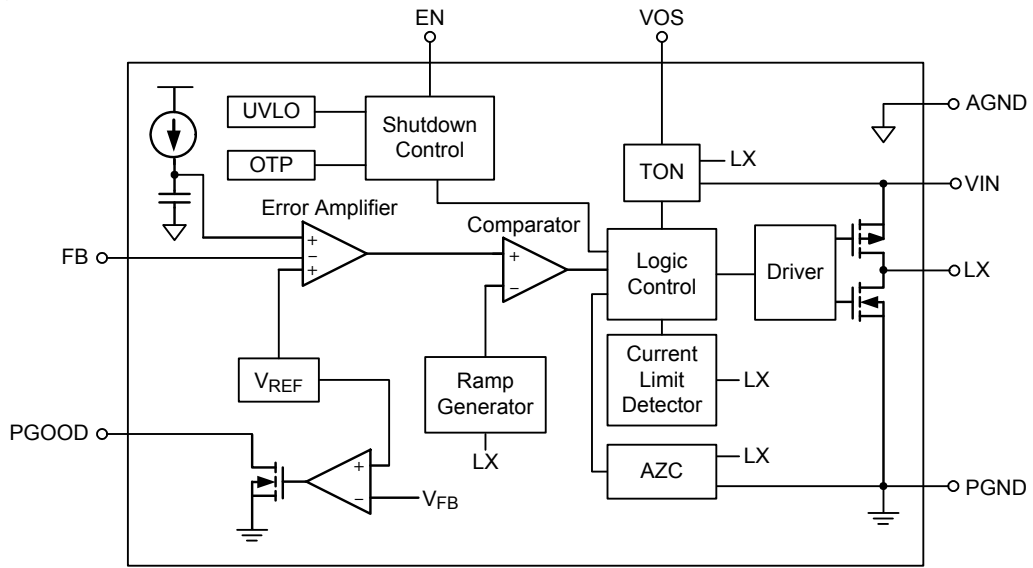 EN
VOS
AGND
UVLO
Shutdown
Control
OTP
TON
LX
VIN
Error Amplifier
Comparator
+
−
+
FB
+
−
Logic
Control
Driver
LX
VREF
Ramp
Generator
LX
Current
Limit
Detector
LX
PGOOD
+
−
VFB
AZC
LX
PGND